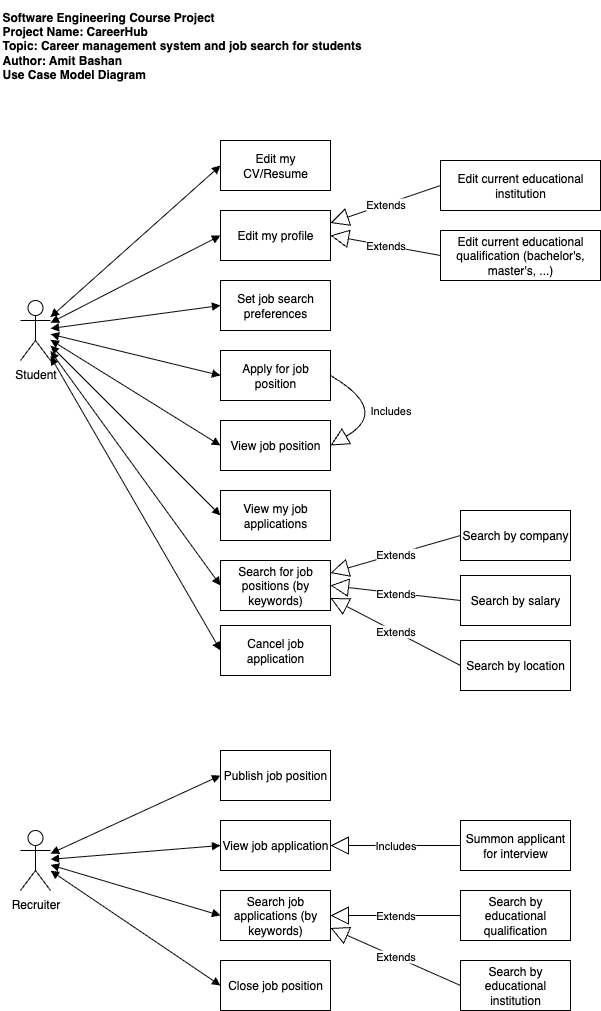 Software Engineering Course Project
Project Name: CareerHub
Topic: Career management system and job search for students
Author: Amit Bashan
Use Case Model Diagram
Edit my
CV/Resume
Edit my profile
Extends
Edit current educational
institution
Extends
Edit current educational
qualification (bachelor's,
master's, ...)
Set job search
preferences
Student
Apply for job
position
Includes
View job position
View my job
applications
Search for job
positions (by
keywords)
Extends
Search by company
Extends
Search by salary
Extends
Search by location
Cancel job
application
Publish job position
Recruiter
View job application
Includes
Summon applicant
for interview
Search job
applications (by
keywords)
Extends
Search by
educational
qualification
Extends
Search by
educational
institution
Close job position